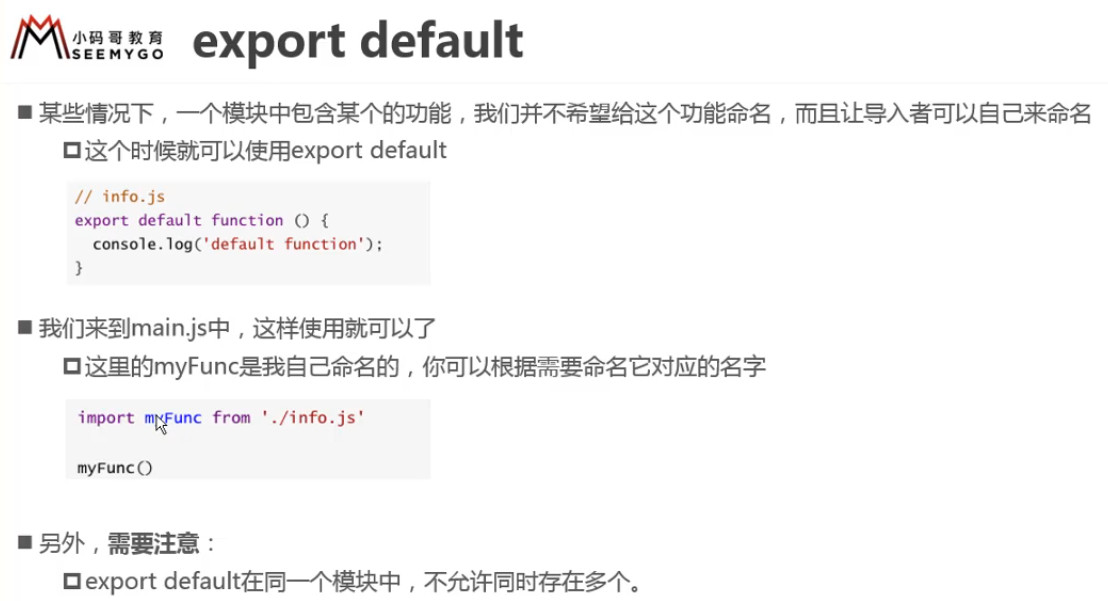 小码哥教育
SEEMYGO
export default
某些情况下，一个模块中包含某个的功能，我们并不希望给这个功能命名，而且让导入者可以自己来命名
这个时候就可以使用export default
// info.js
export default function () {
console.log('default function');
}
我们来到main.js中，这样使用就可以了
这里的myFunc是我自己命名的，你可以根据需要命名它对应的名字
import myFunc from './info.js'
myFunc()
另外，需要注意：
export default在同一个模块中，不允许同时存在多个。